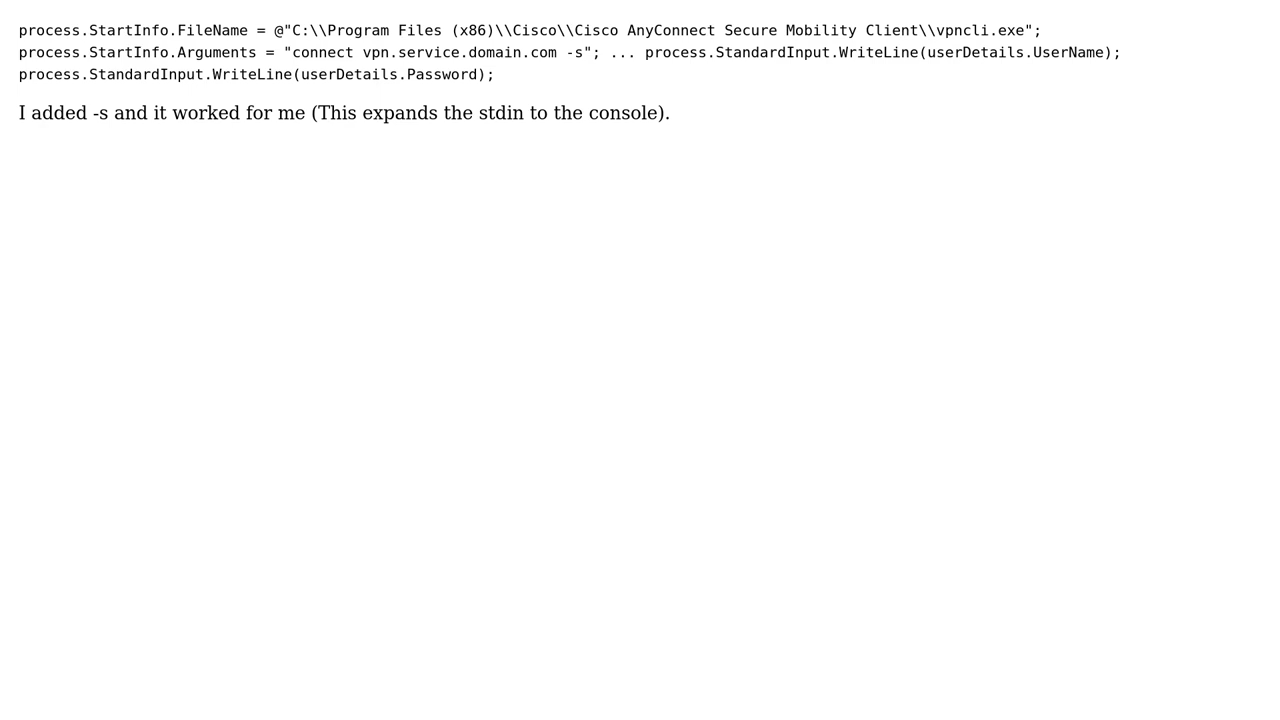 process.StartInfo.FileName = @"C:\\Program Files (x86)\\Cisco\\Cisco AnyConnect Secure Mobility Client\\vpncli.exe";
process.StartInfo.Arguments = "connect vpn.service.domain.com -s"; ... process.StandardInput.WriteLine(userDetails.UserName);
process.StandardInput.WriteLine(userDetails.Password);
I added -s and it worked for me (This expands the stdin to the console).